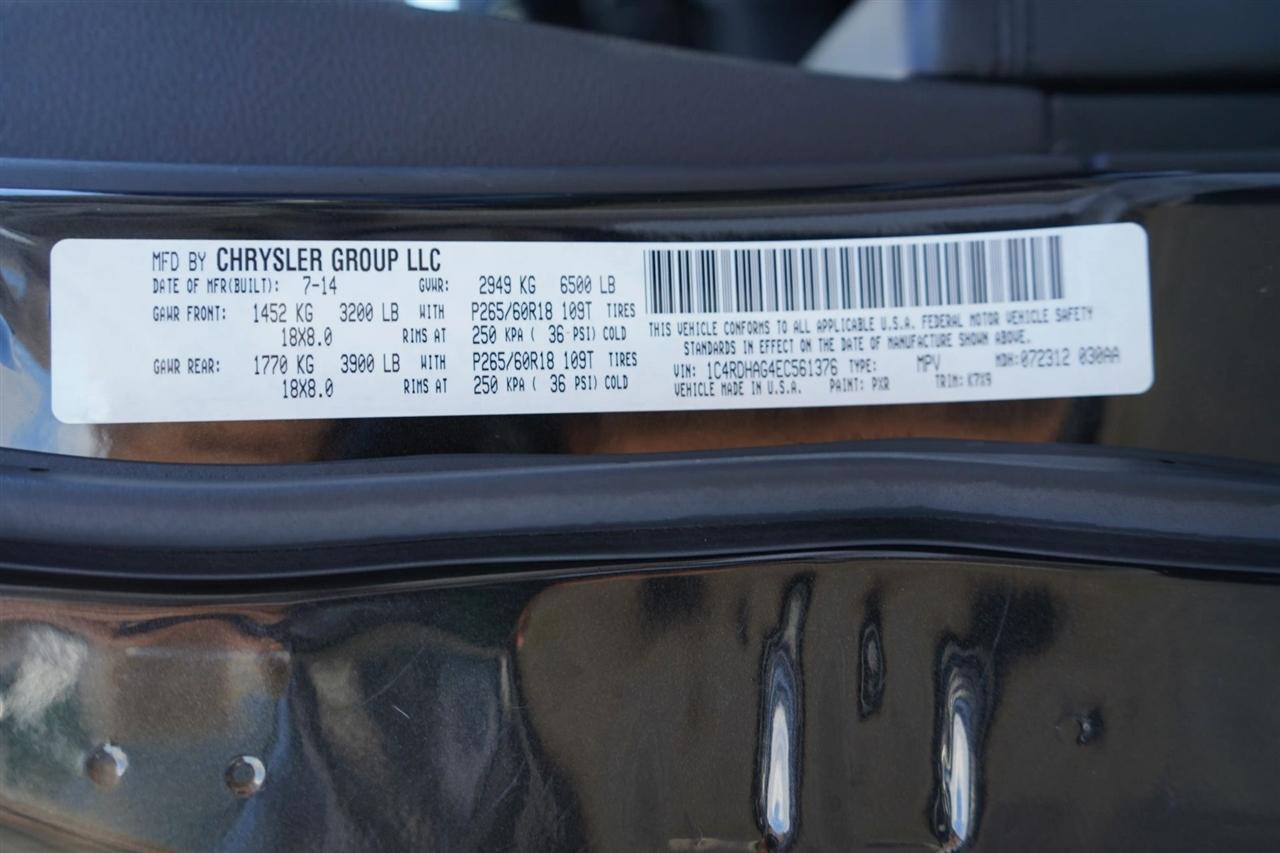 MFD BY CHRYSLER GROUP LLC
DATE OF MFR(BUILT): 7-14 GVWR: 2949 KG 6500 LB
GAWR FRONT: 1452 KG 3200 LB WITH P265/60R18 109T TIRES
18X8.0 RIMS AT 250 KPA ( 36 PSI) COLD
GAWR REAR: 1770 KG 3900 LB WITH P265/60R18 109T TIRES
18X8.0 RIMS AT 250 KPA ( 36 PSI) COLD
THIS VEHICLE CONFORMS TO ALL APPLICABLE U.S.A. FEDERAL MOTOR VEHICLE SAFETY
STANDARDS IN EFFECT ON THE DATE OF MANUFACTURE SHOWN ABOVE.
VIN: 1C4RDHAG4EC561376 TYPE: MPV MDH: 072312 030AA
VEHICLE MADE IN U.S.A. PAINT: PXR TRIM: K7X9